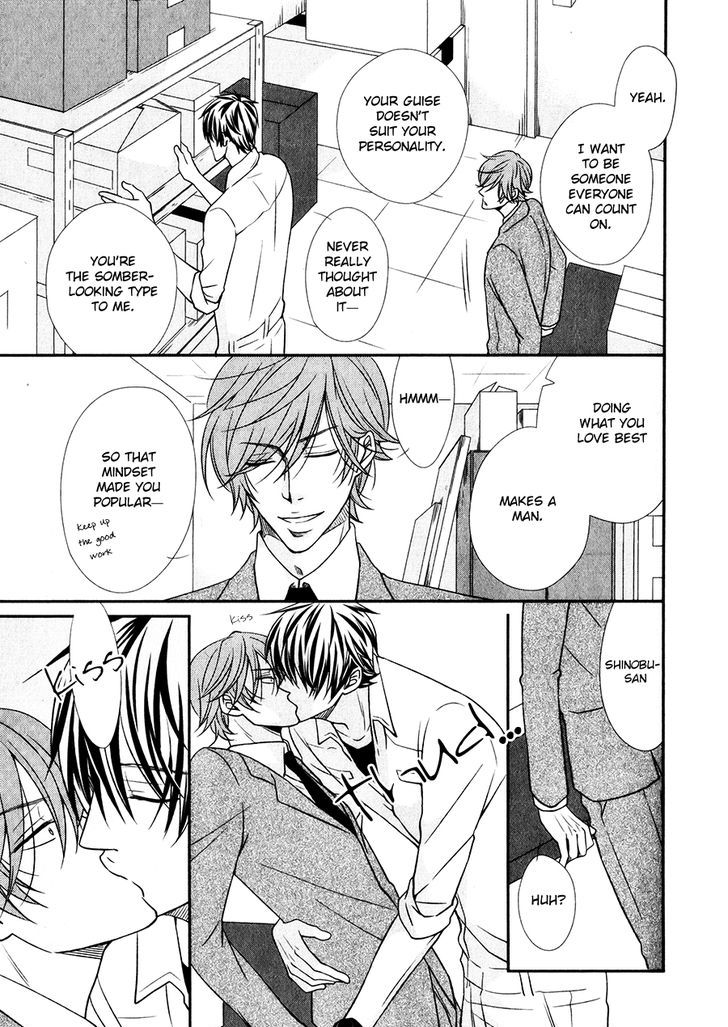 YEAH.
I WANT
TO BE
SOMEONE
EVERYONE
CAN COUNT
ON.
YOUR GUISE
DOESN'T
SUIT YOUR
PERSONALITY.
NEVER
REALLY
THOUGHT
ABOUT
IT—
YOU'RE
THE SOMBER-
LOOKING TYPE
TO ME.
DOING
WHAT YOU
LOVE BEST
MAKES A
MAN.
HMMM—
SO THAT
MINDSET
MADE YOU
POPULAR—
keep up
the good
work
SHINOBU-
SAN
HUH?
kiss
thud...
kiss